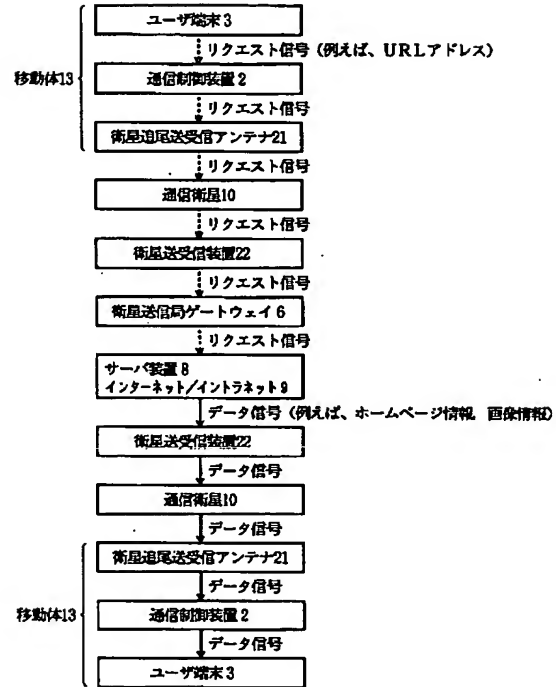 ユーザ端末3
リクエスト信号（例えば、URLアドレス）
移動体13
通信制御装置2
リクエスト信号
衛星追尾送受信アンテナ21
リクエスト信号
通信衛星10
リクエスト信号
衛星送受信装置22
リクエスト信号
衛星送信局ゲートウェイ6
リクエスト信号
サーバ装置8
インターネット／イントラネット9
データ信号（例えば、ホームページ情報、画像情報）
衛星送受信装置22
データ信号
通信衛星10
データ信号
衛星追尾送受信アンテナ21
データ信号
移動体13
通信制御装置2
データ信号
ユーザ端末3